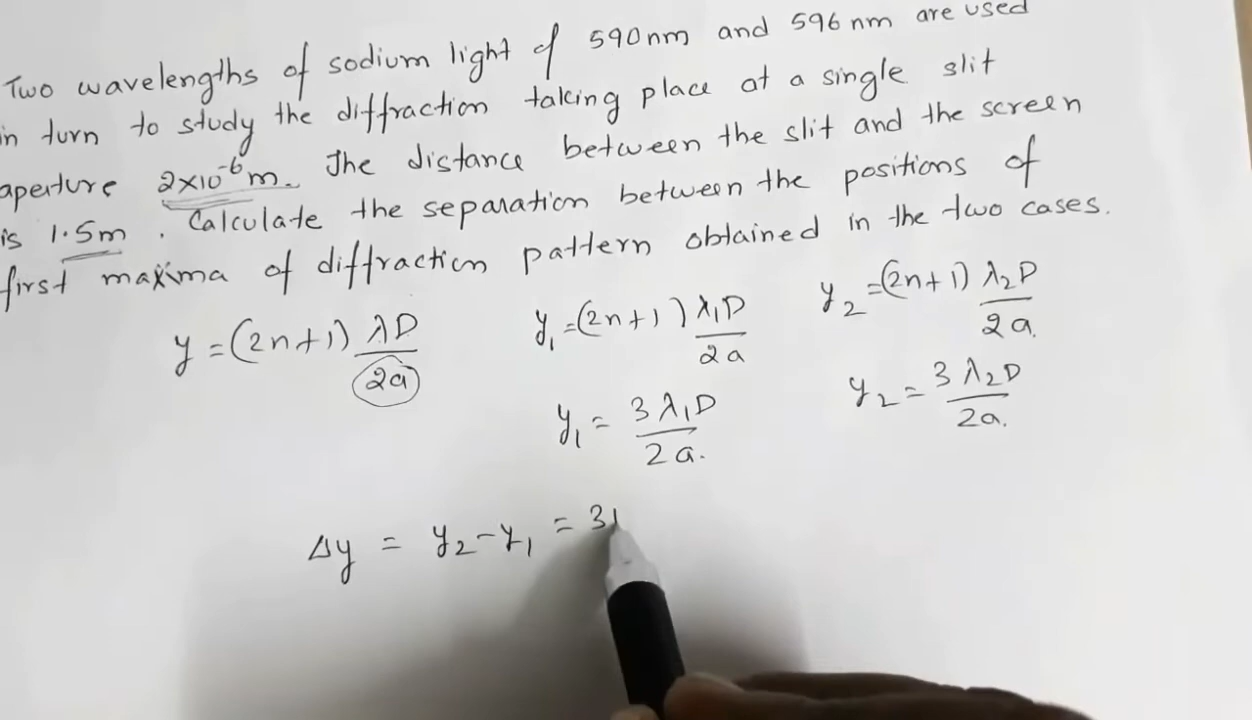 Two wavelengths of sodium light of 590nm and 596nm are used
in turn to study the diffraction taking place at a single slit
aperture 2×10⁻⁶m. The distance between the slit and the screen
is 1.5m. Calculate the separation between the positions of
first maxima of diffraction pattern obtained in the two cases.
y = (2n+1) λD/2a y₁ = (2n+1) λ₁D/2a y₂ = (2n+1) λ₂D/2a.
y₁ = 3λ₁D/2a. y₂ = 3λ₂D/2a.
Δy = y₂-y₁ = 3